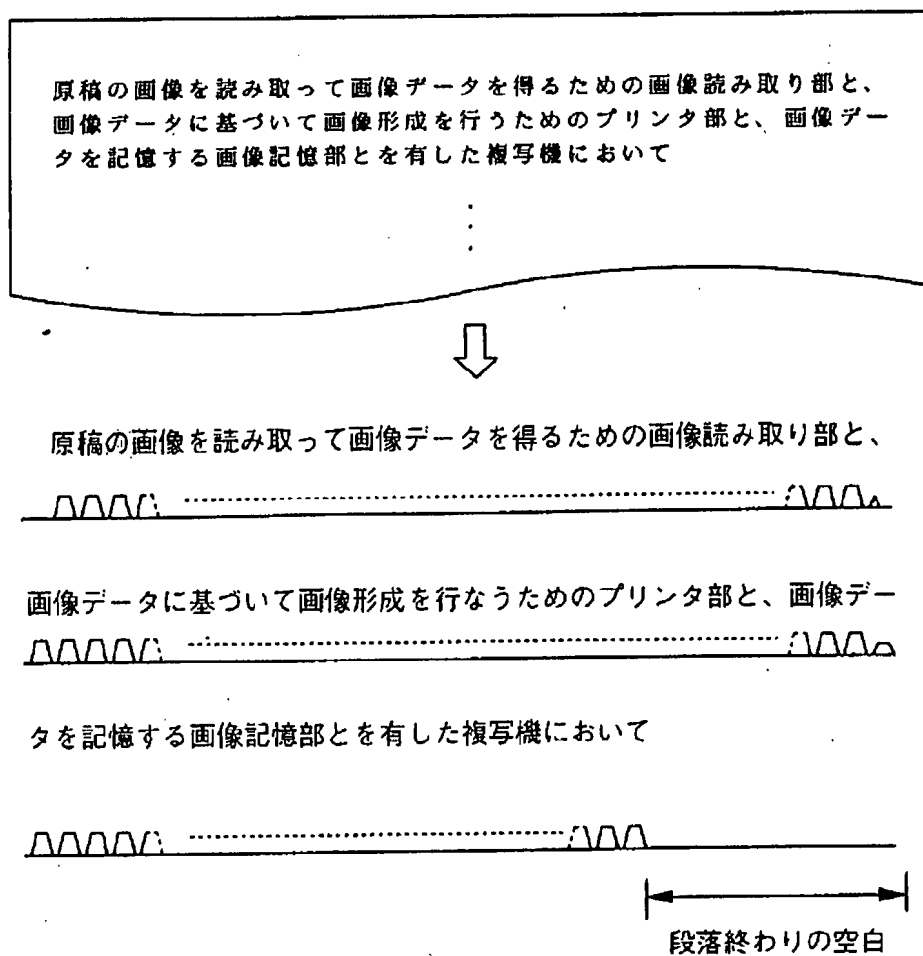 原稿の画像を読み取って画像データを得るための画像読み取り部と、
画像データに基づいて画像形成を行うためのプリンタ部と、画像デー
タを記憶する画像記憶部とを有した複写機において
原稿の画像を読み取って画像データを得るための画像読み取り部と、
画像データに基づいて画像形成を行なうためのプリンタ部と、画像デー
タを記憶する画像記憶部とを有した複写機において
段落終わりの空白